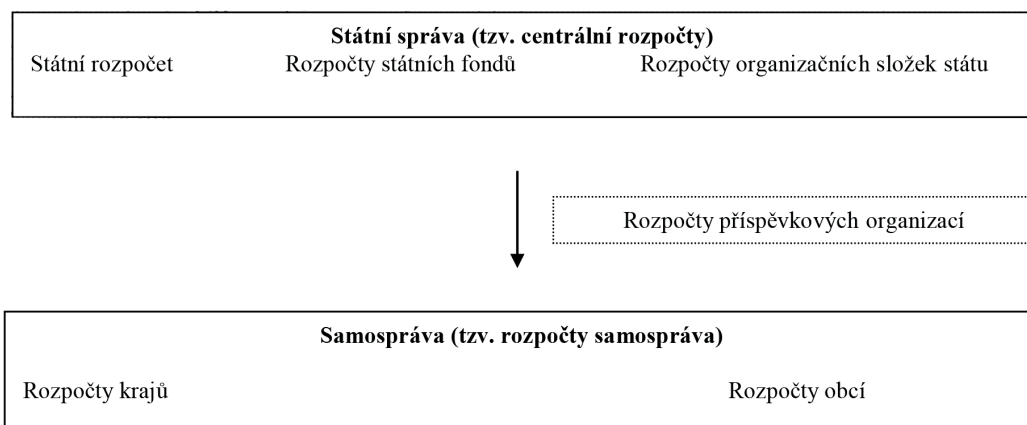 Státní správa (tzv. centrální rozpočty)
Státní rozpočet Rozpočty státních fondů Rozpočty organizačních složek státu
Rozpočty příspěvkových organizací
Samospráva (tzv. rozpočty samospráva)
Rozpočty krajů Rozpočty obcí